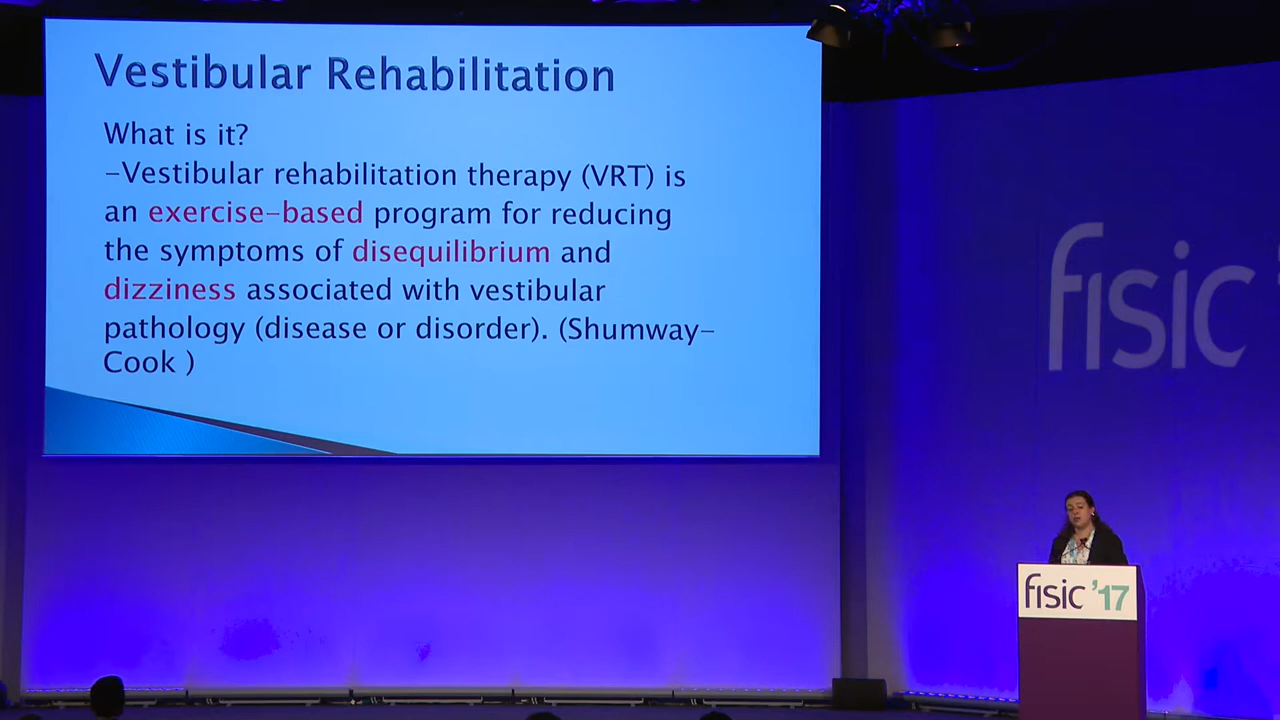 Vestibular Rehabilitation
What is it?
-Vestibular rehabilitation therapy (VRT) is
an exercise-based program for reducing
the symptoms of disequilibrium and
dizziness associated with vestibular
pathology (disease or disorder). (Shumway-
Cook )
fisic '
fisic '17